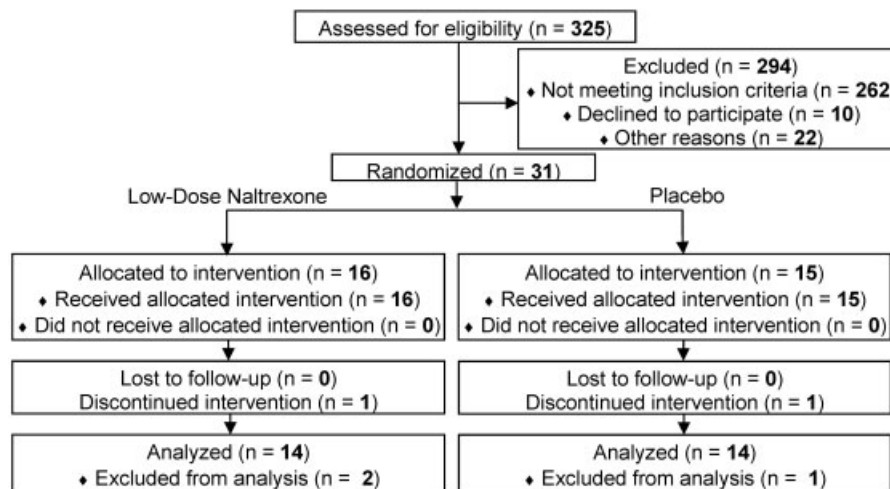 Assessed for eligibility (n = 325)
Excluded (n = 294)
♦ Not meeting inclusion criteria (n = 262
♦ Declined to participate (n = 10)
♦ Other reasons (n = 22)
Randomized (n = 31)
Low-Dose Naltrexone
Placebo
Allocated to intervention (n = 16)
♦ Received allocated intervention (n = 16)
♦ Did not receive allocated intervention (n = 0)
Allocated to intervention (n = 15)
♦ Received allocated intervention (n = 15)
♦ Did not receive allocated intervention (n = 0)
Lost to follow-up (n = 0)
Discontinued intervention (n = 1)
Lost to follow-up (n = 0)
Discontinued intervention (n = 1)
Analyzed (n = 14)
♦ Excluded from analysis (n = 2)
Analyzed (n = 14)
♦ Excluded from analysis (n = 1)